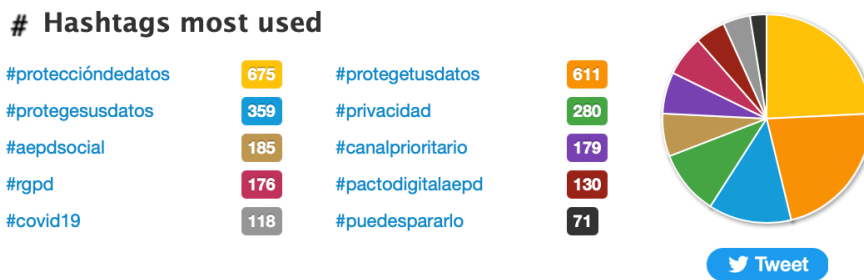 # Hashtags most used
#proteccióndedatos 675 #protegetusdatos 611
#protegesusdatos 359 #privacidad 280
#aepdsocial 185 #canalprioritario 179
#rgpd 176 #pactodigitalaepd 130
#covid19 118 #puedespararlo 71
Tweet